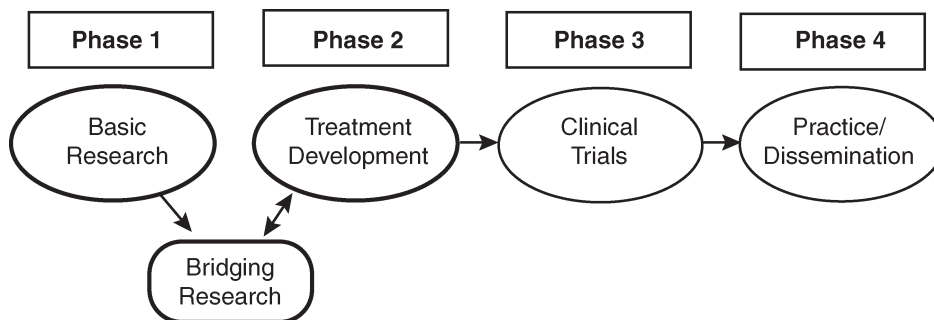 Phase 1
Phase 2
Phase 3
Phase 4
Basic
Research
Treatment
Development
Clinical
Trials
Practice/
Dissemination
Bridging
Research